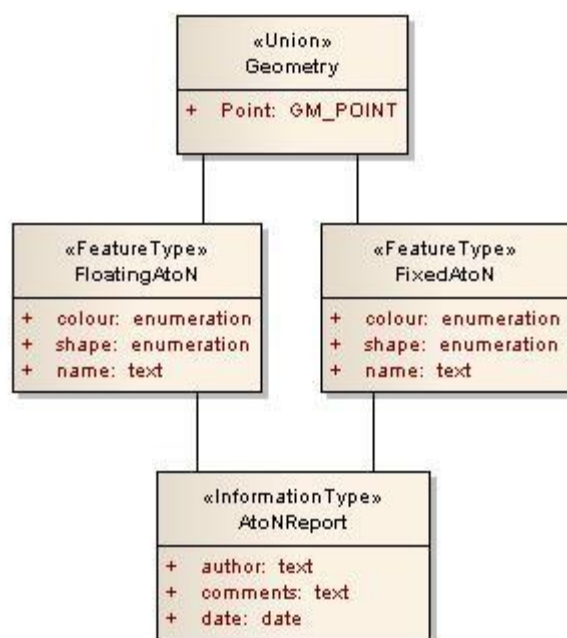 «Union»
Geometry
+ Point: GM_POINT
«FeatureType»
FloatingAtoN
+ colour: enumeration
+ shape: enumeration
+ name: text
«FeatureType»
FixedAtoN
+ colour: enumeration
+ shape: enumeration
+ name: text
«InformationType»
AtoNReport
+ author: text
+ comments: text
+ date: date